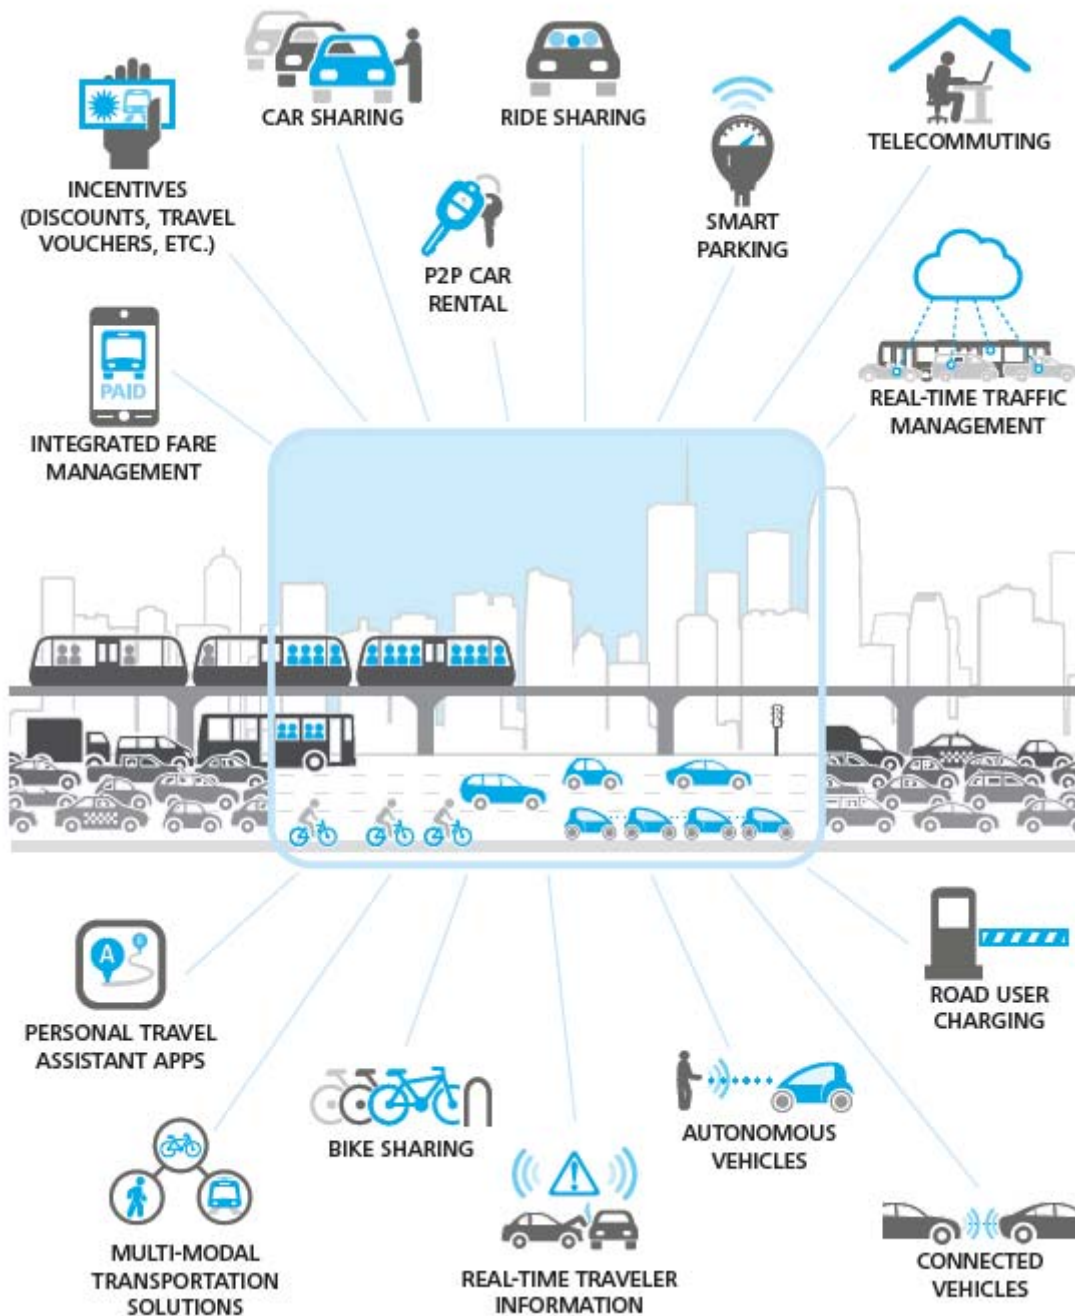 CAR SHARING
RIDE SHARING
TELECOMMUTING
INCENTIVES
(DISCOUNTS, TRAVEL
VOUCHERS, ETC.)
P2P CAR
RENTAL
SMART
PARKING
PAID
INTEGRATED FARE
MANAGEMENT
REAL-TIME TRAFFIC
MANAGEMENT
A
PERSONAL TRAVEL
ASSISTANT APPS
ROAD USER
CHARGING
BIKE SHARING
AUTONOMOUS
VEHICLES
MULTI-MODAL
TRANSPORTATION
SOLUTIONS
REAL-TIME TRAVELER
INFORMATION
CONNECTED
VEHICLES